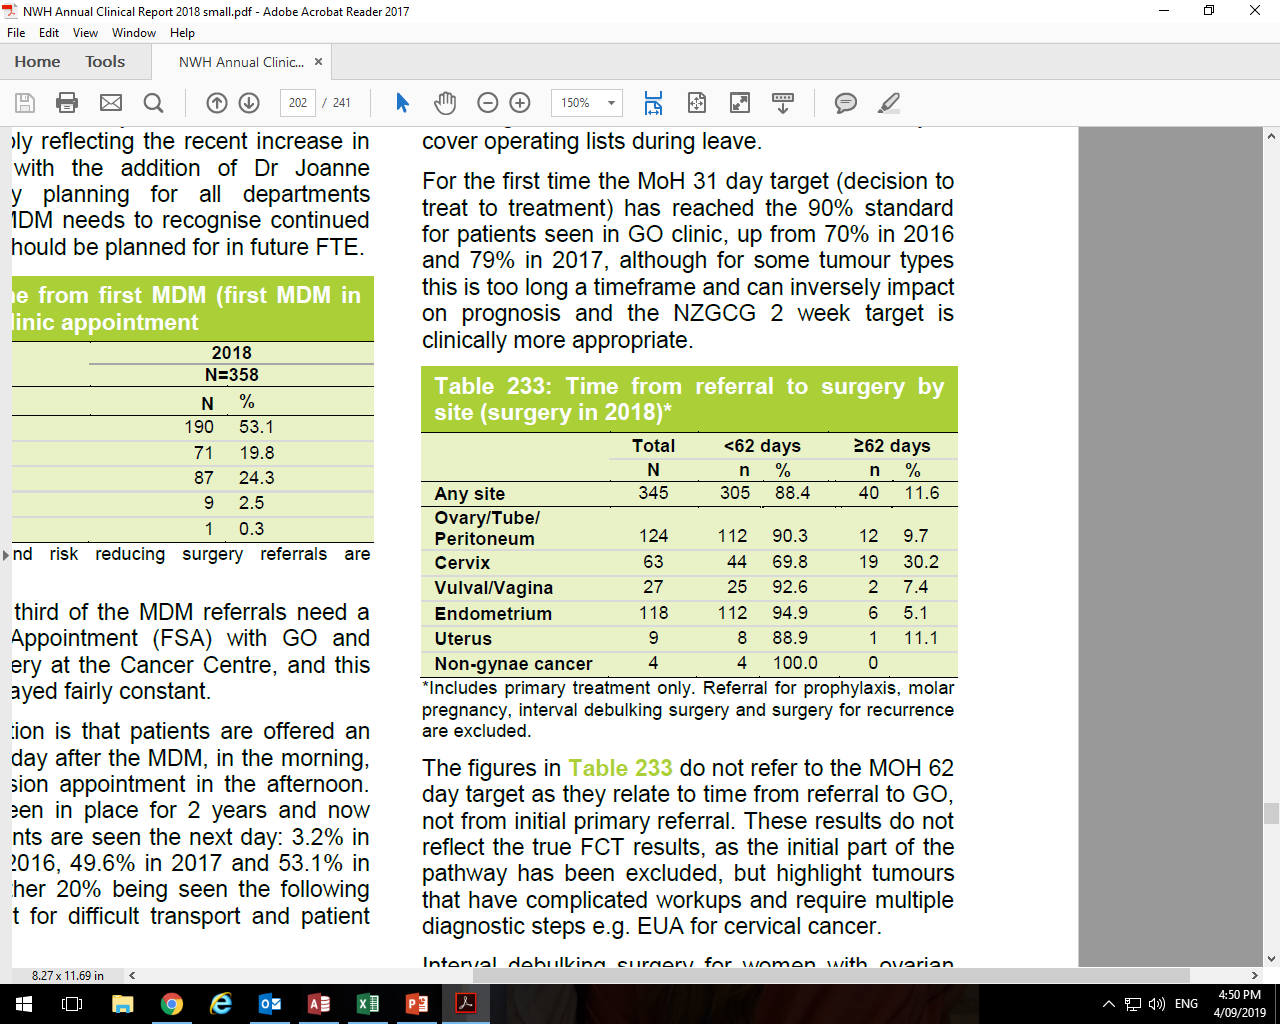 NWH Annual Clinical Report 2018 small.pdf - Adobe Acrobat Reader 2017
File Edit View Window Help
Home Tools NWH Annual Clinic... ×
202 / 241 150%
reflecting the recent increase in
with the addition of Dr Joanne
planning for all departments
MDM needs to recognise continued
hould be planned for in future FTE.
from first MDM (first MDM in
linic appointment
2018
N=358
N %
190 53.1
71 19.8
87 24.3
9 2.5
1 0.3
nd risk reducing surgery referrals are
third of the MDM referrals need a
Appointment (FSA) with GO and
ery at the Cancer Centre, and this
ayed fairly constant.
tion is that patients are offered an
day after the MDM, in the morning,
sion appointment in the afternoon.
een in place for 2 years and now
nts are seen the next day: 3.2% in
2016, 49.6% in 2017 and 53.1% in
ther 20% being seen the following
t for difficult transport and patient
cover operating lists during leave.
For the first time the MoH 31 day target (decision to
treat to treatment) has reached the 90% standard
for patients seen in GO clinic, up from 70% in 2016
and 79% in 2017, although for some tumour types
this is too long a timeframe and can inversely impact
on prognosis and the NZGCG 2 week target is
clinically more appropriate.
Table 233: Time from referral to surgery by
site (surgery in 2018)*
Total <62 days ≥62 days
N n % n %
Any site 345 305 88.4 40 11.6
Ovary/Tube/
Peritoneum 124 112 90.3 12 9.7
Cervix 63 44 69.8 19 30.2
Vulval/Vagina 27 25 92.6 2 7.4
Endometrium 118 112 94.9 6 5.1
Uterus 9 8 88.9 1 11.1
Non-gynae cancer 4 4 100.0 0
*Includes primary treatment only. Referral for prophylaxis, molar
pregnancy, interval debulking surgery and surgery for recurrence
are excluded.
The figures in Table 233 do not refer to the MOH 62
day target as they relate to time from referral to GO,
not from initial primary referral. These results do not
reflect the true FCT results, as the initial part of the
pathway has been excluded, but highlight tumours
that have complicated workups and require multiple
diagnostic steps e.g. EUA for cervical cancer.
Interval debulking surgery for women with ovarian
8.27 x 11.69 in
ENG
4:50 PM
4/09/2019